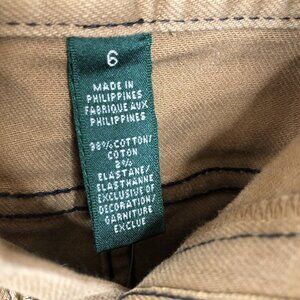 6
MADE IN
PHILIPPINES
FABRIQUE AUX
PHILIPPINES
98% COTTON/
COTON
2%
ELASTANE/
ELASTHANNE
EXCLUSIVE OF
DECORATION/
GARNITURE
EXCLUE